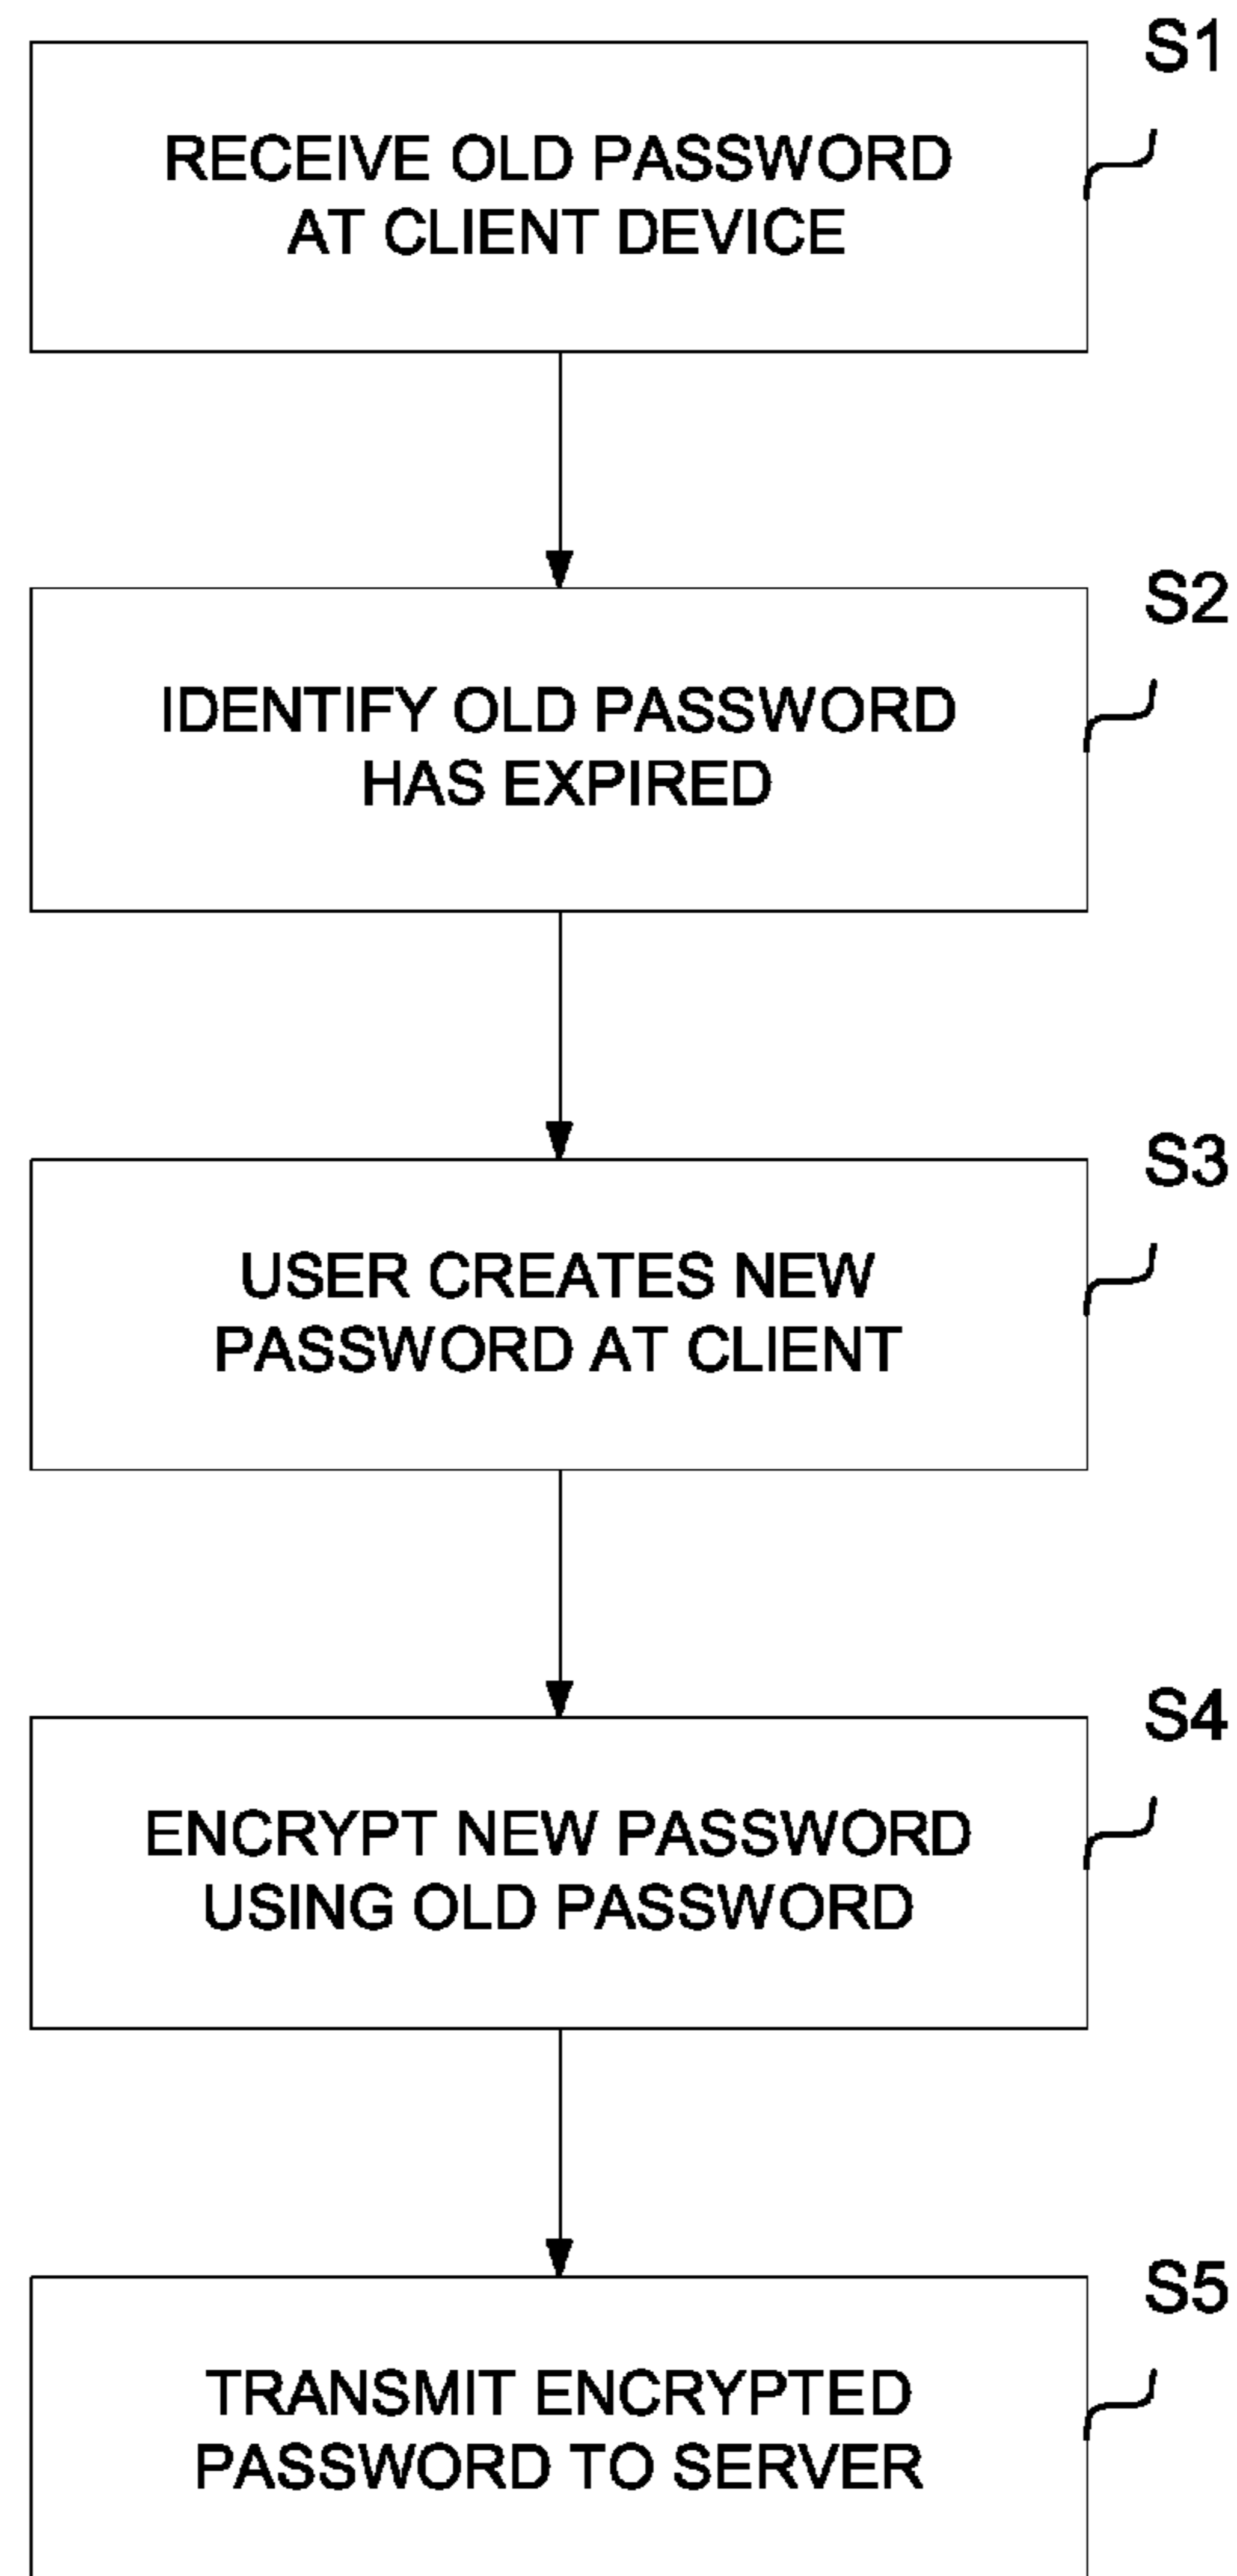 S1
RECEIVE OLD PASSWORD
AT CLIENT DEVICE
S2
IDENTIFY OLD PASSWORD
HAS EXPIRED
S3
USER CREATES NEW
PASSWORD AT CLIENT
S4
ENCRYPT NEW PASSWORD
USING OLD PASSWORD
S5
TRANSMIT ENCRYPTED
PASSWORD TO SERVER